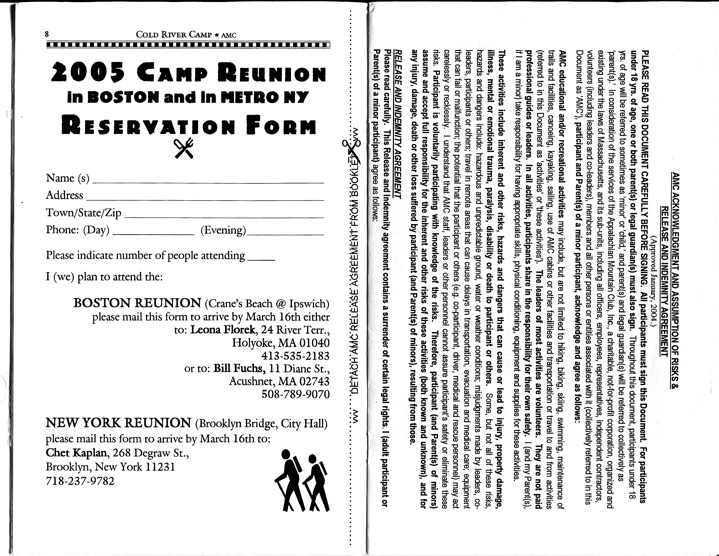 8 COLD RIVER CAMP • AMC
2005 CAMP REUNION
in BOSTON and in METRO NY
RESERVATION FORM
Name (s)
Address
Town/State/Zip
Phone: (Day) (Evening)
Please indicate number of people attending
I (we) plan to attend the:
BOSTON REUNION (Crane's Beach @ Ipswich)
please mail this form to arrive by March 16th either
to: Leona Florek, 24 River Terr.,
Holyoke, MA 01040
413-535-2183
or to: Bill Fuchs, 11 Diane St.,
Acushnet, MA 02743
508-789-9070
NEW YORK REUNION (Brooklyn Bridge, City Hall)
please mail this form to arrive by March 16th to:
Chet Kaplan, 268 Degraw St.,
Brooklyn, New York 11231
718-237-9782
DETACH AMC RELEASE AGREEMENT FROM BOOKLET
AMC ACKNOWLEDGMENT AND ASSUMPTION OF RISKS &
RELEASE AND INDEMNITY AGREEMENT
(Approved January, 2004.)
PLEASE READ THIS DOCUMENT CAREFULLY BEFORE SIGNING. All participants must sign this Document. For participants
under 18 yrs. of age, one or both parent(s) or legal guardian(s) must also sign. Throughout this document, participants under 18
yrs. of age will be referred to sometimes as 'minor' or 'child'; and parent(s) and legal guardian(s) will be referred to collectively as
'parent(s).' In consideration of the services of the Appalachian Mountain Club, Inc., a charitable, not-for-profit corporation, organized and
existing under the laws of Massachusetts, and its sub-units, including all officers, employees, representatives, independent contractors,
volunteers (including leaders and co-leaders), members and all other persons or entities associated with it (collectively referred to in this
Document as 'AMC'), participant and Parent(s) of a minor participant, acknowledge and agree as follows:
AMC educational and/or recreational activities may include, but are not limited to hiking, biking, skiing, swimming, maintenance of
trails and facilities, canoeing, kayaking, sailing, use of AMC cabins or other facilities and transportation or travel to and from activities
(referred to in this Document as 'activities' or 'these activities'). The leaders of most activities are volunteers. They are not paid
professional guides or leaders. In all activities, participants share in the responsibility for their own safety. I (and my Parent(s),
if I am a minor) take responsibility for having appropriate skills, physical conditioning, equipment and supplies for these activities.
These activities include inherent and other risks, hazards and dangers that can cause or lead to injury, property damage,
illness, mental or emotional trauma, paralysis, disability or death to participant or others. Some, but not all of these risks,
hazards and dangers include: hazardous and unpredictable ground, water or weather conditions; misjudgments made by leaders, co-
leaders, participants or others; travel in remote areas that can cause delays in transportation, evacuation and medical care; equipment
that can fail or malfunction; the potential that the participant or others (e.g. co-participant, driver, medical and rescue personnel) may act
carelessly or recklessly. I understand that AMC staff, leaders or other personnel cannot assure participant's safety or eliminate these
risks. Participant is voluntarily participating with knowledge of the risks. Therefore, participant (and Parent(s) of minors)
assume and accept full responsibility for the inherent and other risks of these activities (both known and unknown), and for
any injury, damage, death or other loss suffered by participant (and Parent(s) of minors), resulting from those.
RELEASE AND INDEMNITY AGREEMENT
Please read carefully. This Release and Indemnity agreement contains a surrender of certain legal rights. I (adult participant or
Parent(s) of a minor participant) agree as follows: